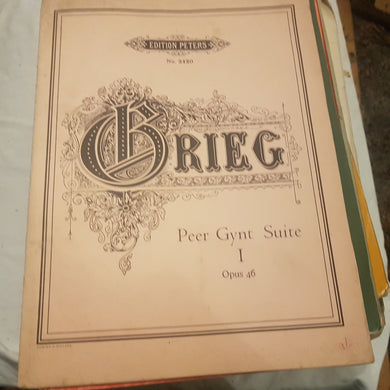 EDITION PETERS
No. 2420
GRIEG
Peer Gynt Suite
I
Opus 46